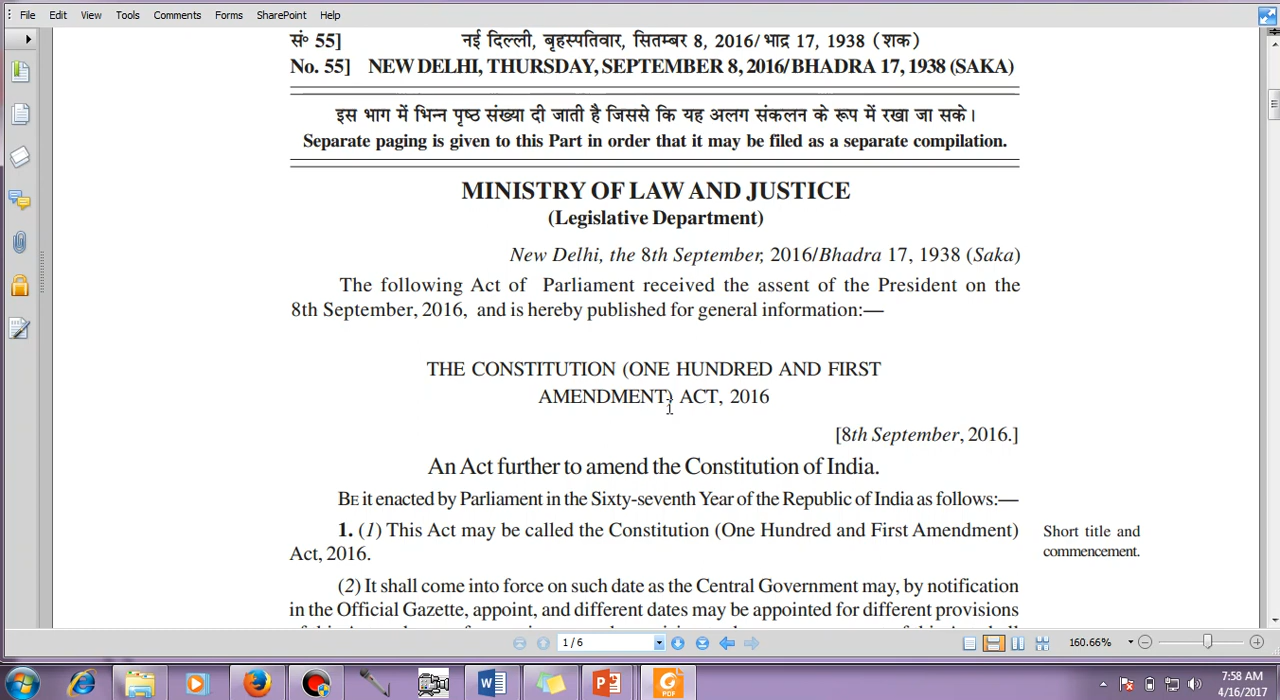 File Edit View Tools Comments Forms SharePoint Help
सं॰ 55] नई दिल्ली, बृहस्पतिवार, सितम्बर 8, 2016/भाद्र 17, 1938 (शक)
No. 55] NEW DELHI, THURSDAY, SEPTEMBER 8, 2016/BHADRA 17, 1938 (SAKA)
इस भाग में भिन्न पृष्ठ संख्या दी जाती है जिससे कि यह अलग संकलन के रूप में रखा जा सके।
Separate paging is given to this Part in order that it may be filed as a separate compilation.
MINISTRY OF LAW AND JUSTICE
(Legislative Department)
New Delhi, the 8th September, 2016/Bhadra 17, 1938 (Saka)
The following Act of Parliament received the assent of the President on the
8th September, 2016, and is hereby published for general information:—
THE CONSTITUTION (ONE HUNDRED AND FIRST
AMENDMENT) ACT, 2016
[8th September, 2016.]
An Act further to amend the Constitution of India.
BE it enacted by Parliament in the Sixty-seventh Year of the Republic of India as follows:—
1. (1) This Act may be called the Constitution (One Hundred and First Amendment)
Act, 2016.
Short title and
commencement.
(2) It shall come into force on such date as the Central Government may, by notification
in the Official Gazette, appoint, and different dates may be appointed for different provisions
1/6 160.66%
W P PDF
7:58 AM
4/16/2017